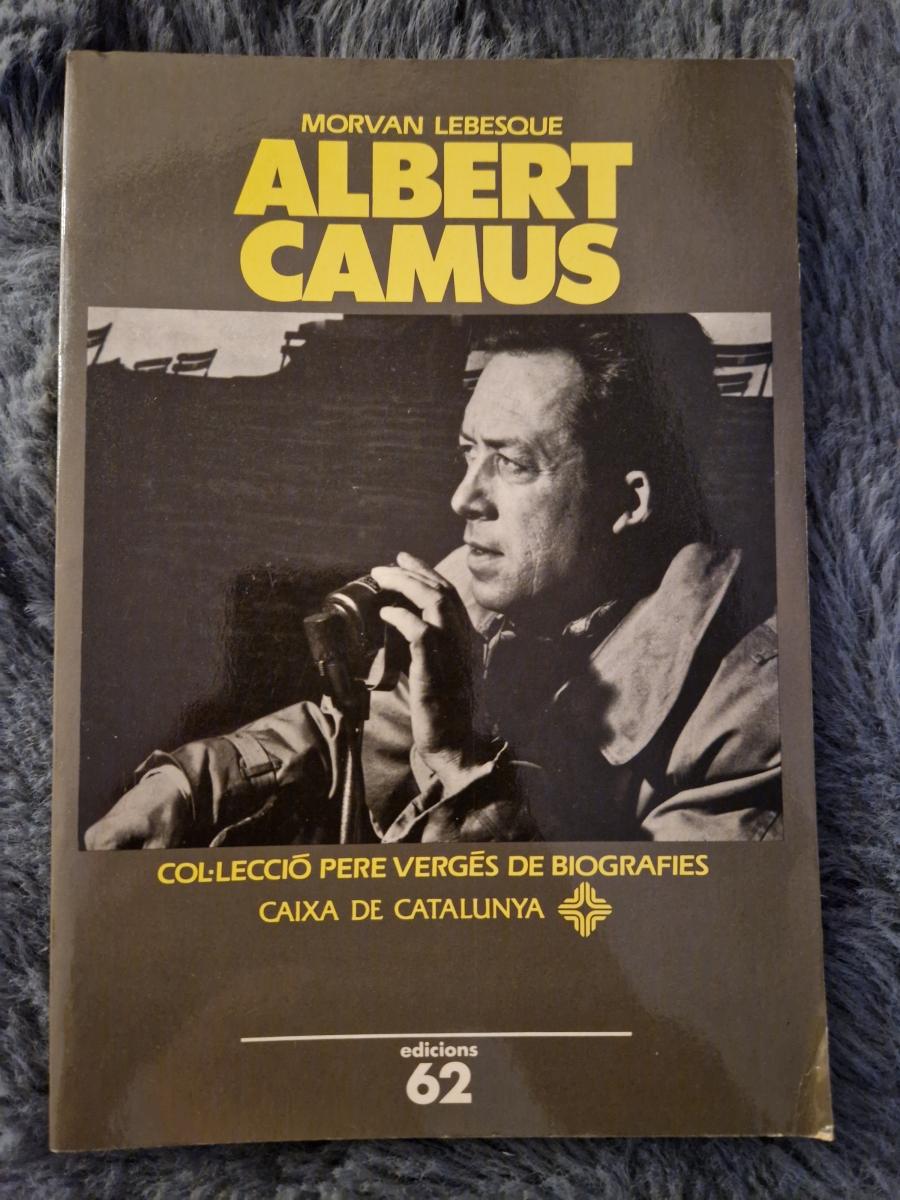 MORVAN LEBESQUE
ALBERT
CAMUS
COL·LECCIÓ PERE VERGÉS DE BIOGRAFIES
CAIXA DE CATALUNYA
edicions
62